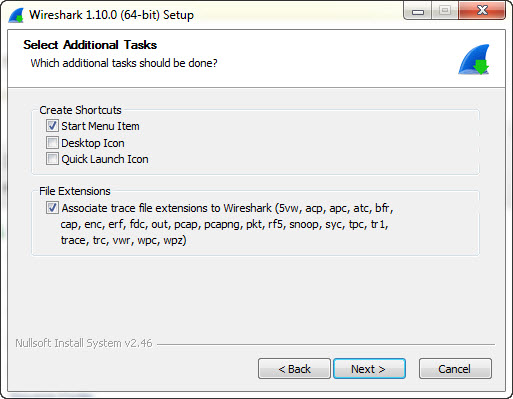 Wireshark 1.10.0 (64-bit) Setup
Select Additional Tasks
Which additional tasks should be done?
Create Shortcuts
Start Menu Item
Desktop Icon
Quick Launch Icon
File Extensions
Associate trace file extensions to Wireshark (5vw, acp, apc, atc, bfr,
cap, enc, erf, fdc, out, pcap, pcapng, pkt, rf5, snoop, syc, tpc, tr1,
trace, trc, vwr, wpc, wpz)
Nullsoft Install System v2.46
< Back
Next >
Cancel